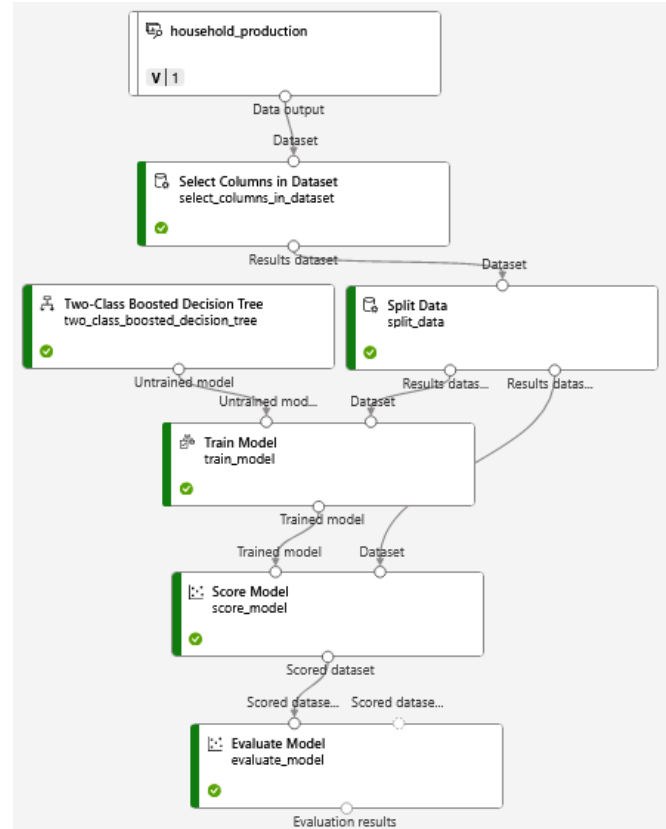 household_production
V 1
Data output
Dataset
Select Columns in Dataset
select_columns_in_dataset
Results dataset
Dataset
Two-Class Boosted Decision Tree
two_class_boosted_decision_tree
Split Data
split_data
Untrained model
Results datas... Results datas...
Untrained mod... Dataset
Train Model
train_model
Trained model
Trained model Dataset
Score Model
score_model
Scored dataset
Scored datase... Scored datase...
Evaluate Model
evaluate_model
Evaluation results